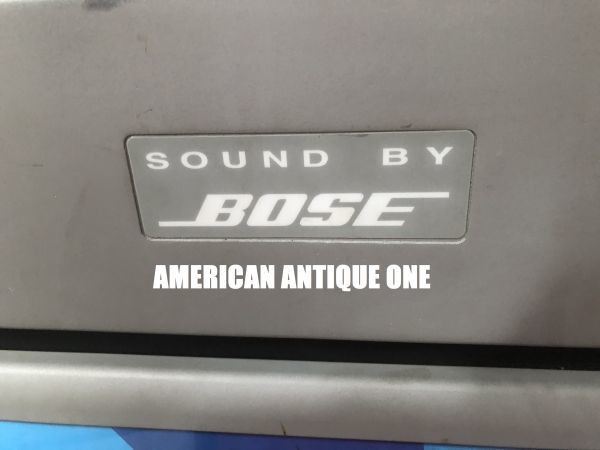 SOUND BY
BOSE
AMERICAN ANTIQUE ONE